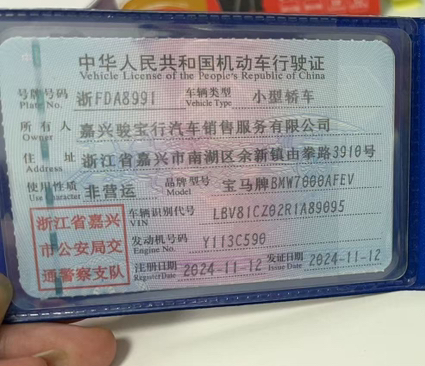 中华人民共和国机动车行驶证
Vehicle License of the People's Republic of China
号牌号码 浙FDA8991 车辆类型 小型轿车
Plate No. Vehicle Type
所有人 嘉兴骏宝行汽车销售服务有限公司
Owner
住址 浙江省嘉兴市南湖区余新镇由拳路3910号
Address
使用性质 非营运 品牌型号 宝马牌BMW7000AFEV
Use Character Model
浙江省嘉兴
市公安局交
通警察支队
车辆识别代号 LBV81CZ02R1A89095
VIN
发动机号码 Y113C590
Engine No.
注册日期 2024-11-12 发证日期 2024-11-12
Register Date Issue Date